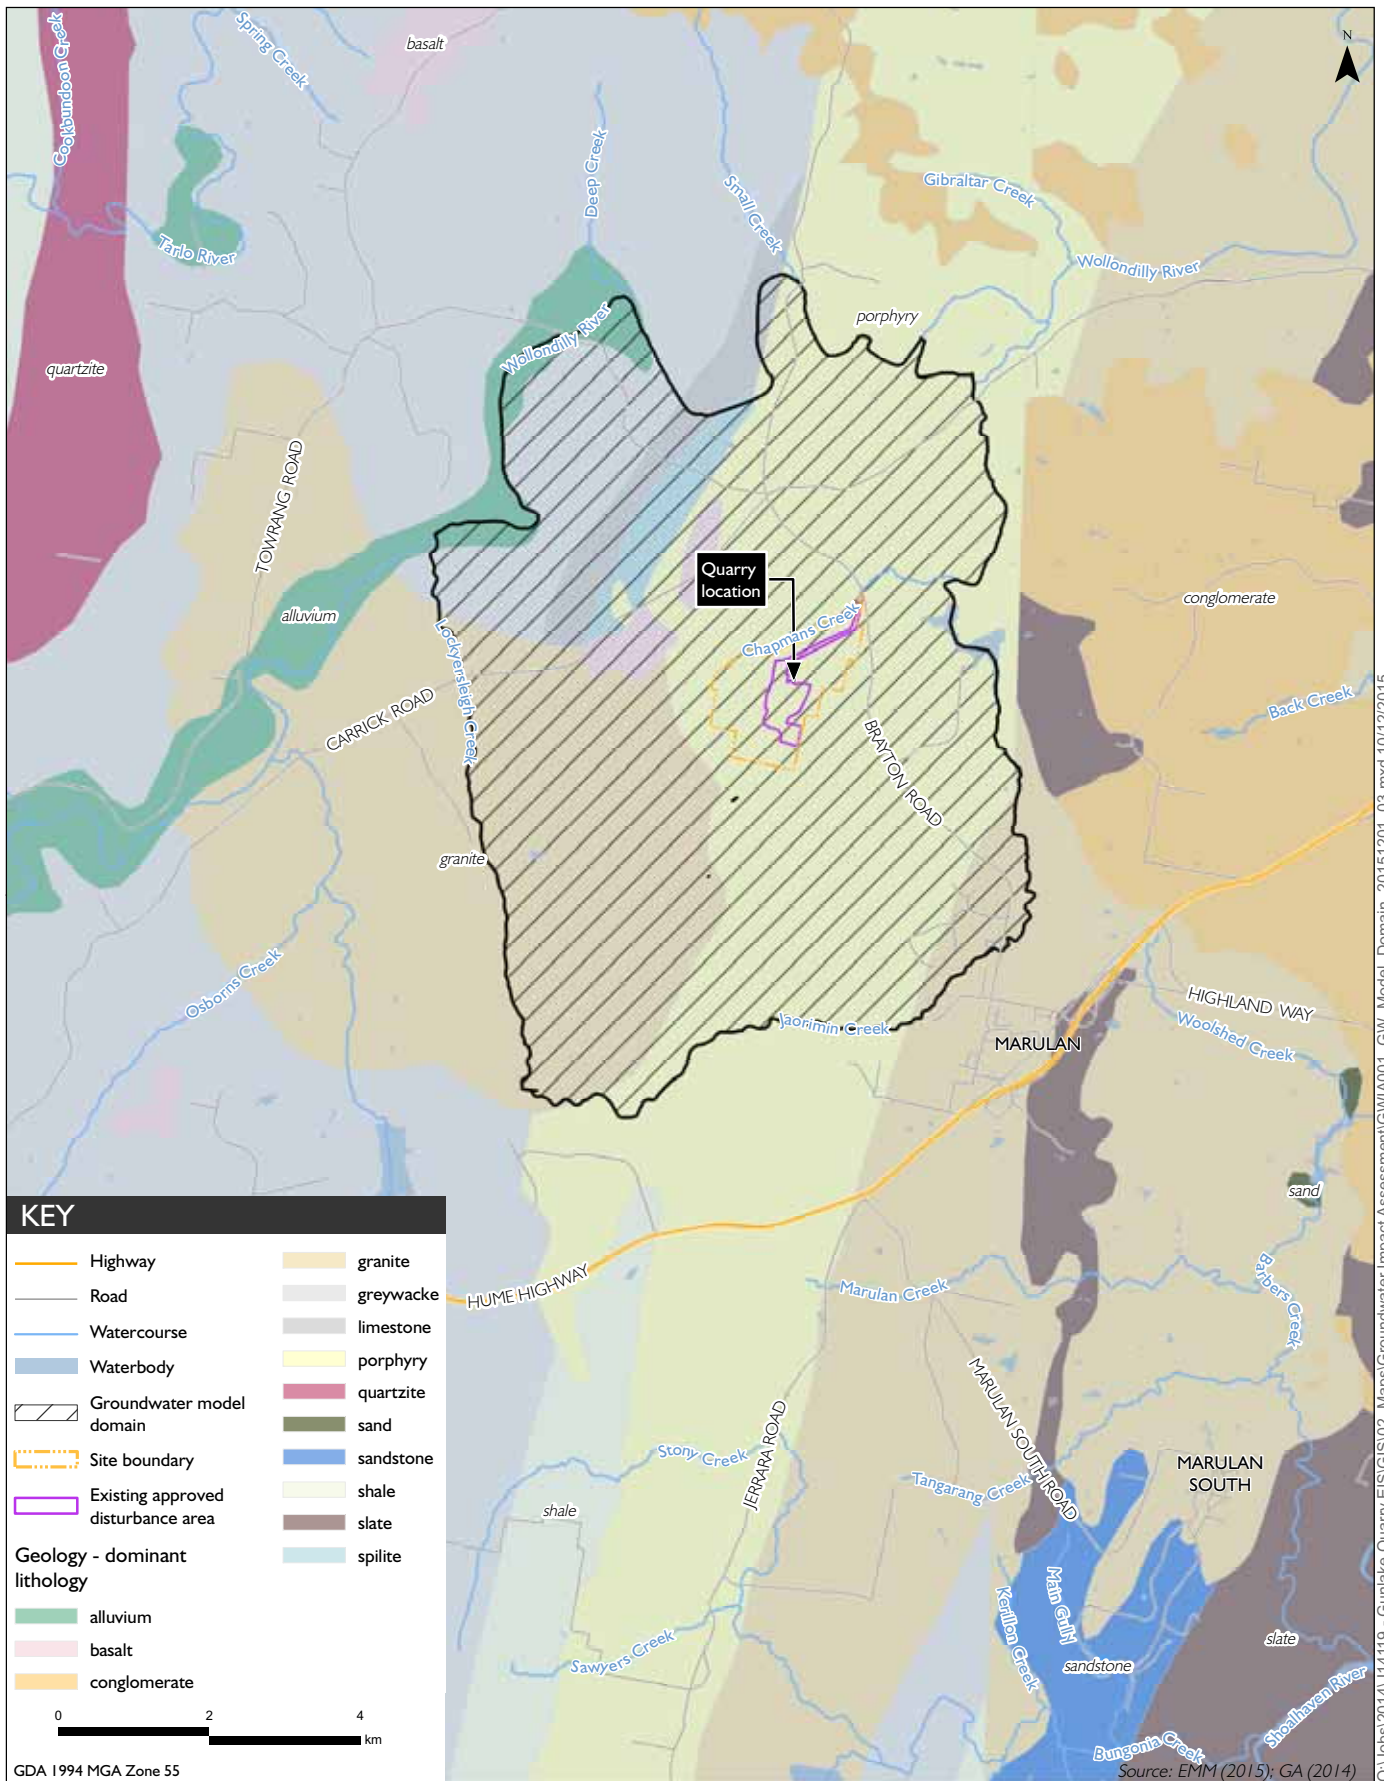 Cookbundoon Creek
Spring Creek
basalt
N
Deep Creek
Small Creek
Gibraltar Creek
Tarlo River
Wollondilly River
Wollondilly River
porphyry
quartzite
TOWRANG ROAD
Quarry
location
alluvium
Chapmans Creek
conglomerate
Lockyersleigh Creek
CARRICK ROAD
Back Creek
BRAYTON ROAD
granite
Osborns Creek
HIGHLAND WAY
Jaorimin Creek
Woolshed Creek
MARULAN
sand
HUME HIGHWAY
Marulan Creek
Barbers Creek
MARULAN SOUTH ROAD
JERRARA ROAD
Stony Creek
Tangarang Creek
MARULAN
SOUTH
shale
Kerillon Creek
Main Gully
Sawyers Creek
sandstone
slate
Shoalhaven River
Bungonia Creek
KEY
Highway
Road
Watercourse
Waterbody
Groundwater model
domain
Site boundary
Existing approved
disturbance area
Geology - dominant
lithology
alluvium
basalt
conglomerate
granite
greywacke
limestone
porphyry
quartzite
sand
sandstone
shale
slate
spilite
0 2 4
km
GDA 1994 MGA Zone 55
Source: EMM (2015); GA (2014)